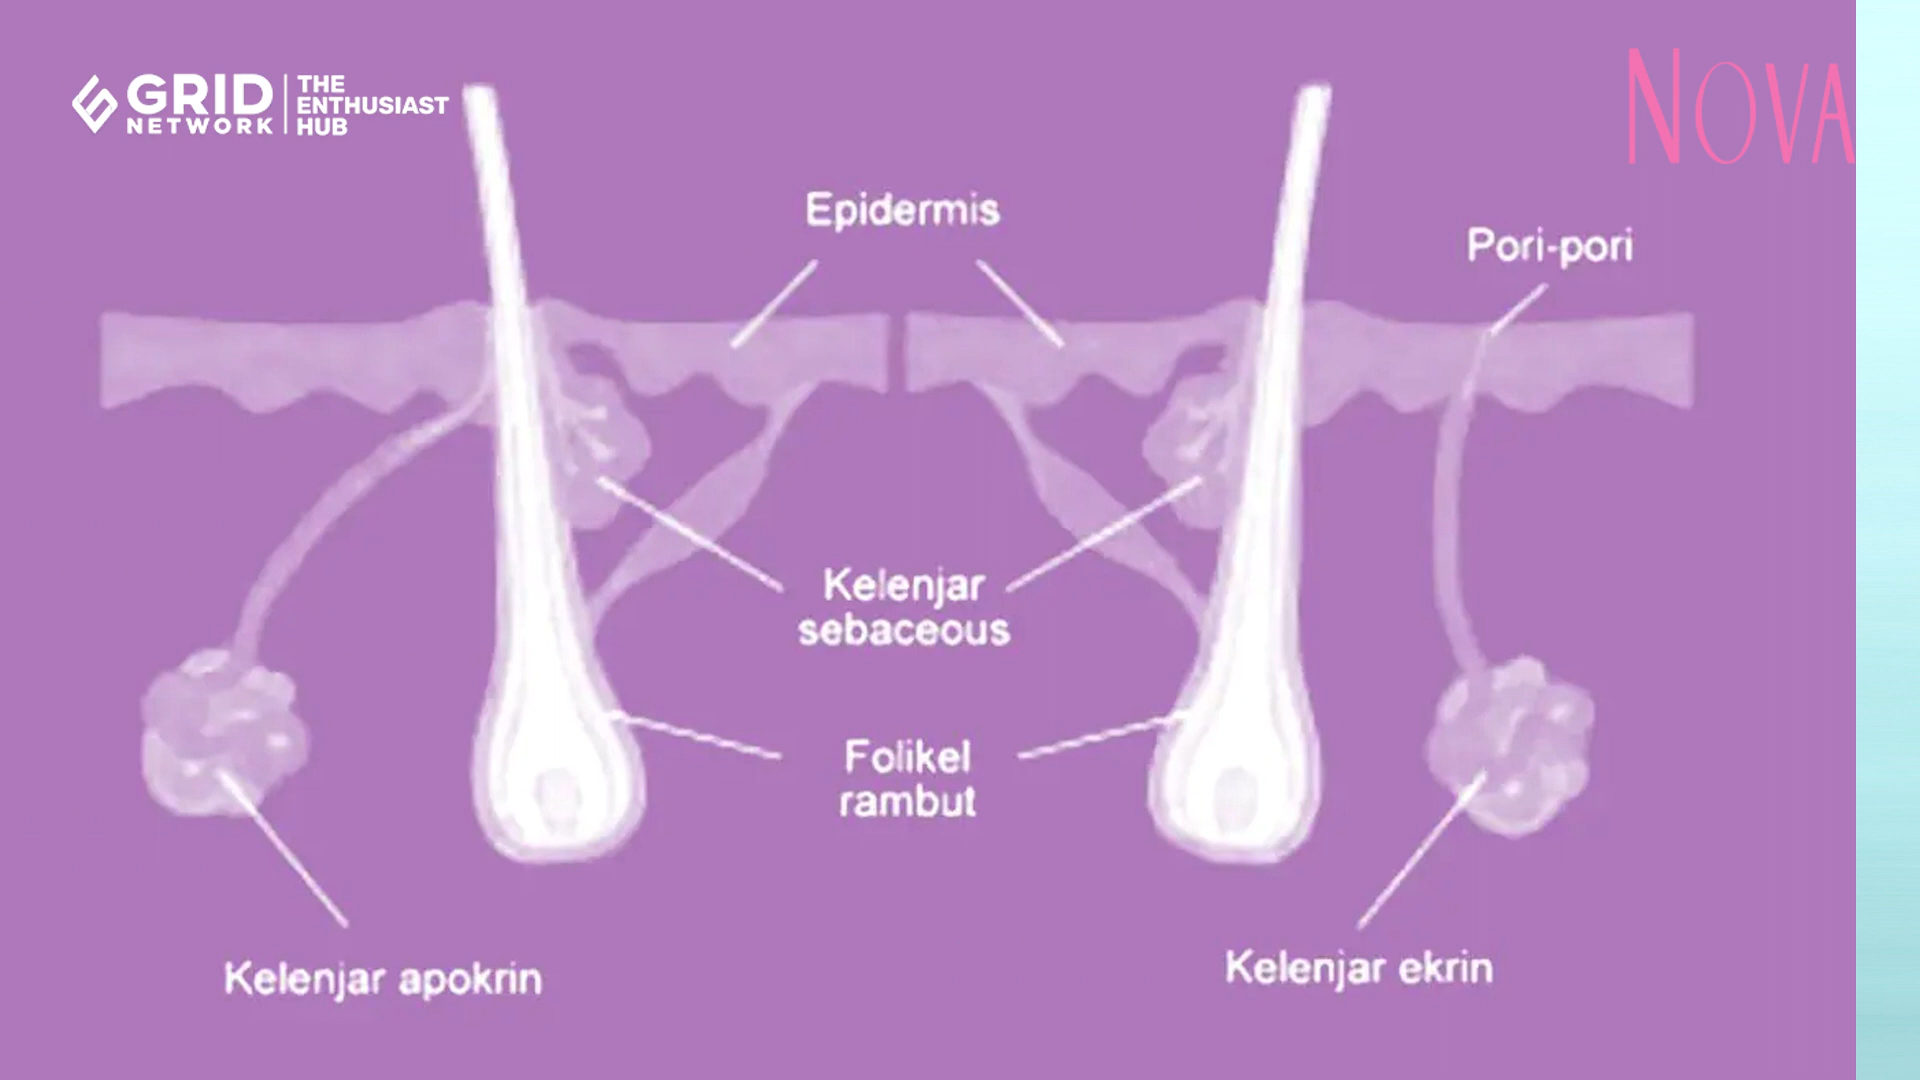 GRID
NETWORK
THE
ENTHUSIAST
HUB
NOVA
Epidermis
Pori-pori
Kelenjar
sebaceous
Folikel
rambut
Kelenjar apokrin
Kelenjar ekrin